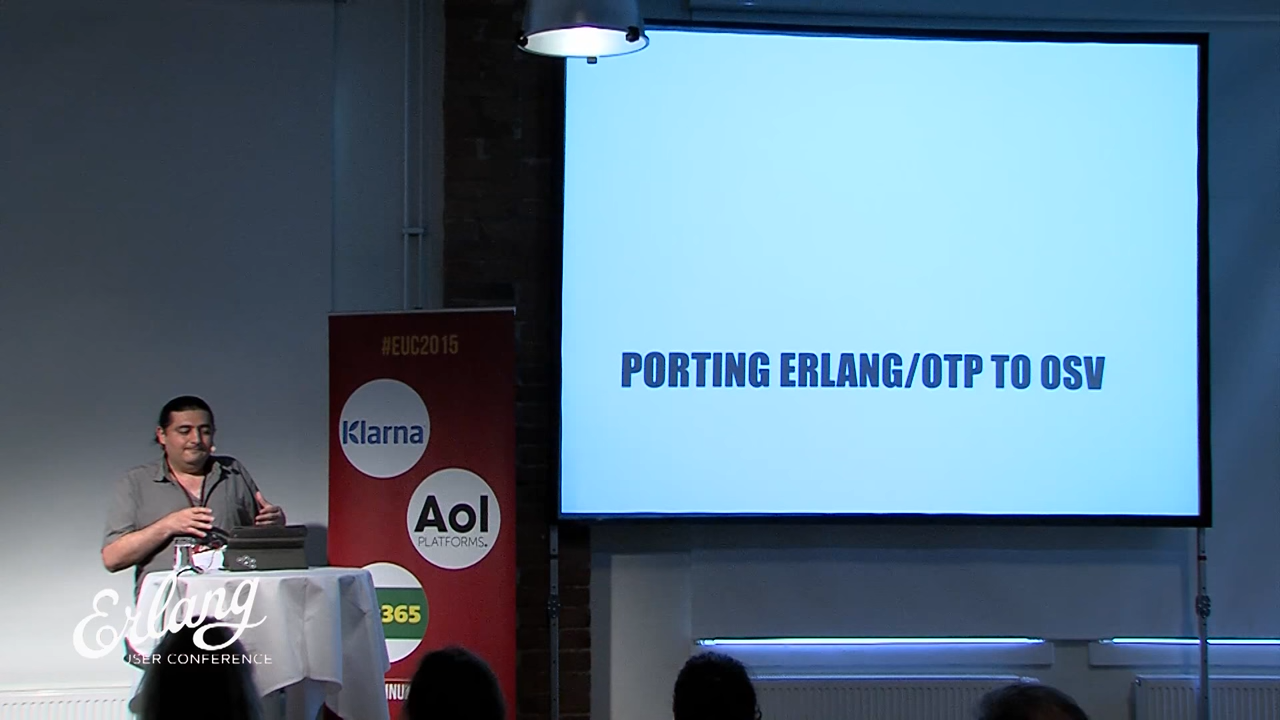 #EUC2015
Klarna
Aol
PLATFORMS.
365
PORTING ERLANG/OTP TO OSV
Erlang
USER CONFERENCE